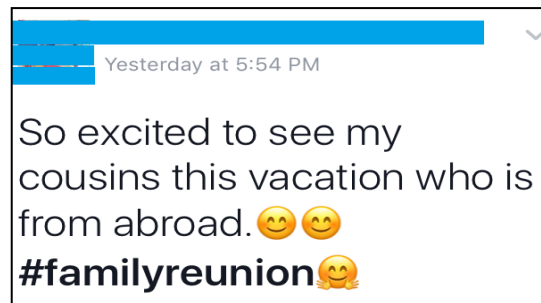 Yesterday at 5:54 PM
So excited to see my
cousins this vacation who is
from abroad.😊😊
#familyreunion🤗